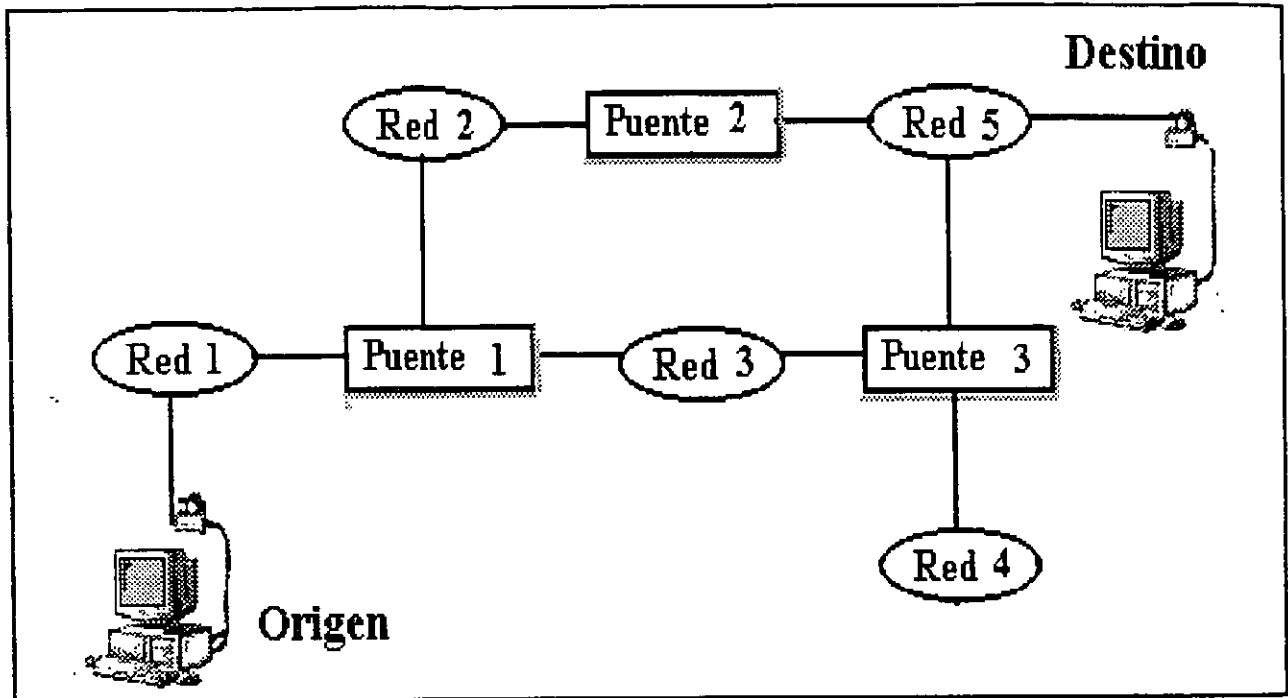 Destino
Red 2
Puente 2
Red 5
Red 1
Puente 1
Red 3
Puente 3
Red 4
Origen